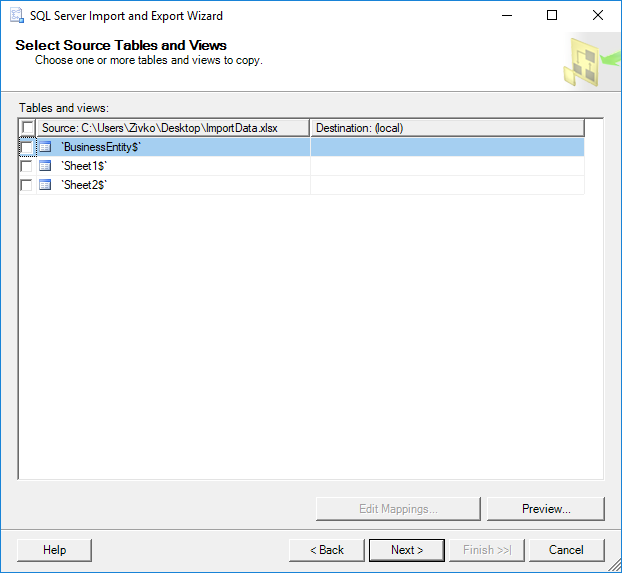 SQL Server Import and Export Wizard
Select Source Tables and Views
Choose one or more tables and views to copy.
Tables and views:
Source: C:\Users\Zivko\Desktop\ImportData.xlsx Destination: (local)
`BusinessEntity$`
`Sheet1$`
`Sheet2$`
Edit Mappings... Preview...
Help < Back Next > Finish >>| Cancel